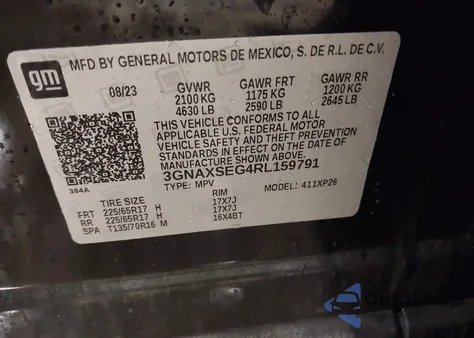 MFD BY GENERAL MOTORS DE MEXICO, S. DE R.L. DE C.V.
gm
08/23 GVWR GAWR FRT GAWR RR
2100 KG 1175 KG 1200 KG
4630 LB 2590 LB 2645 LB
THIS VEHICLE CONFORMS TO ALL APPLICABLE
U.S. FEDERAL MOTOR
VEHICLE SAFETY AND THEFT PREVENTION
STANDARDS IN EFFECT ON THE DATE OF
MANUFACTURE SHOWN ABOVE.
3GNAXSEG4RL159791
384A TYPE: MPV MODEL: 411XP26
TIRE SIZE RIM
FRT 225/65R17 H 17X7J
RR 225/65R17 H 17X7J
SPA T135/70R16 M 16X4BT